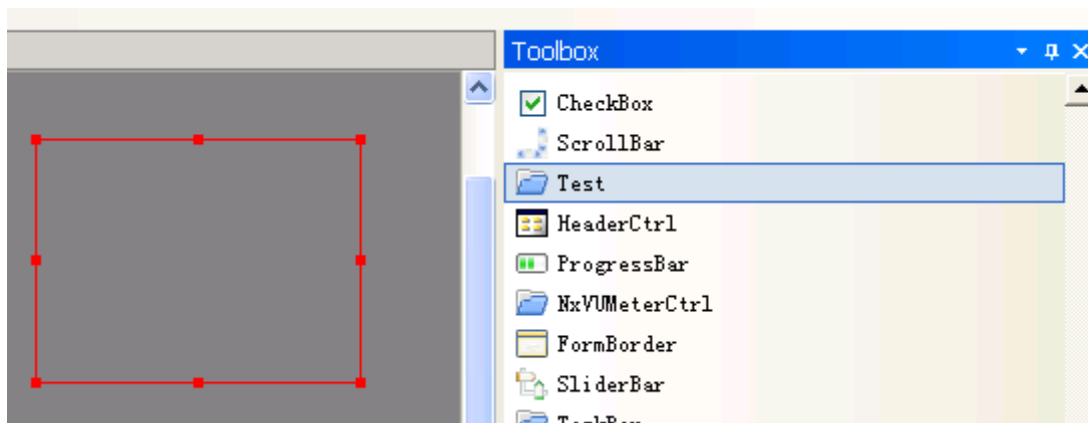 Toolbox
CheckBox
ScrollBar
Test
HeaderCtrl
ProgressBar
NxVUMeterCtrl
FormBorder
SliderBar